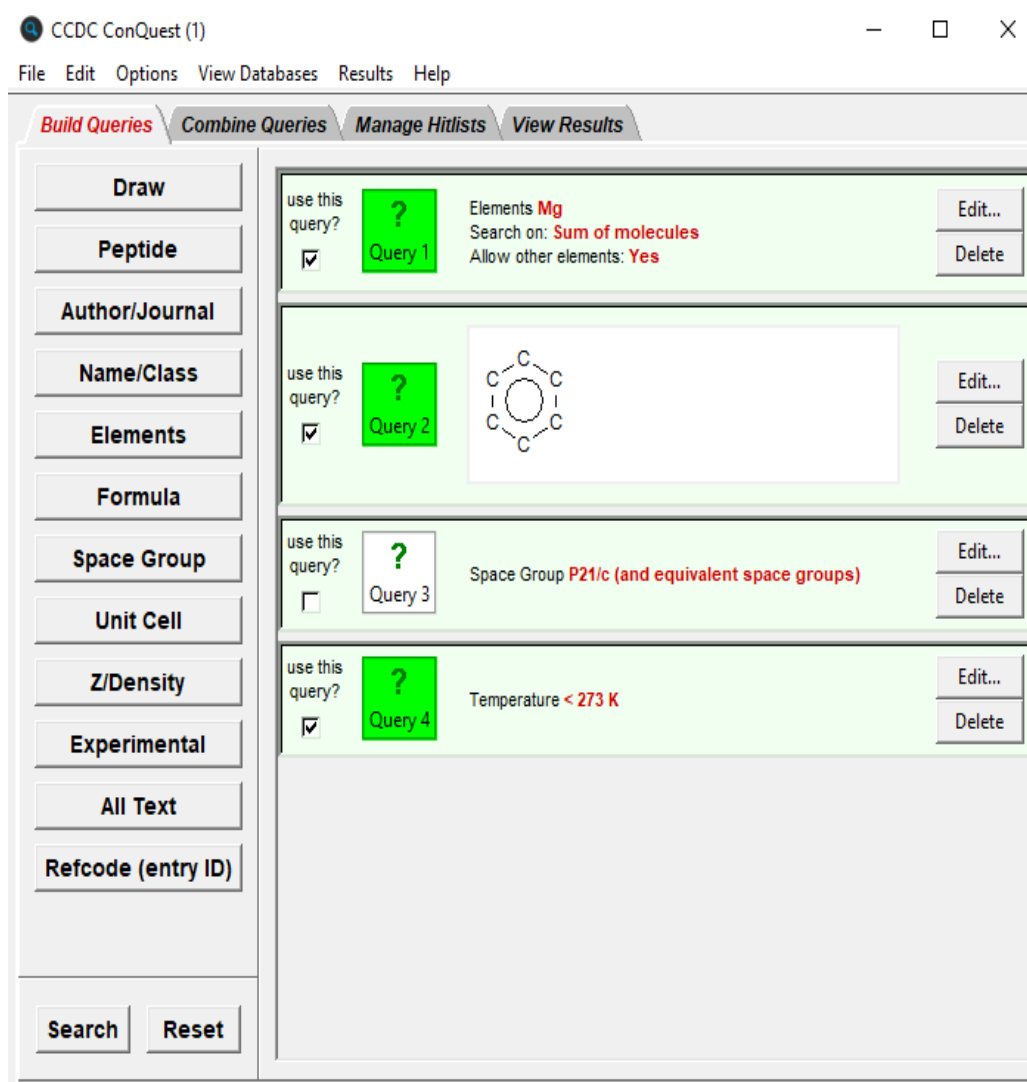 CCDC ConQuest (1)
File Edit Options View Databases Results Help
Build Queries Combine Queries Manage Hitlists View Results
Draw
Peptide
Author/Journal
Name/Class
Elements
Formula
Space Group
Unit Cell
Z/Density
Experimental
All Text
Refcode (entry ID)
Search Reset
use this
query?
?
Query 1
Elements Mg
Search on: Sum of molecules
Allow other elements: Yes
Edit...
Delete
use this
query?
?
Query 2
C
C C
C C
C
Edit...
Delete
use this
query?
?
Query 3
Space Group P21/c (and equivalent space groups)
Edit...
Delete
use this
query?
?
Query 4
Temperature < 273 K
Edit...
Delete